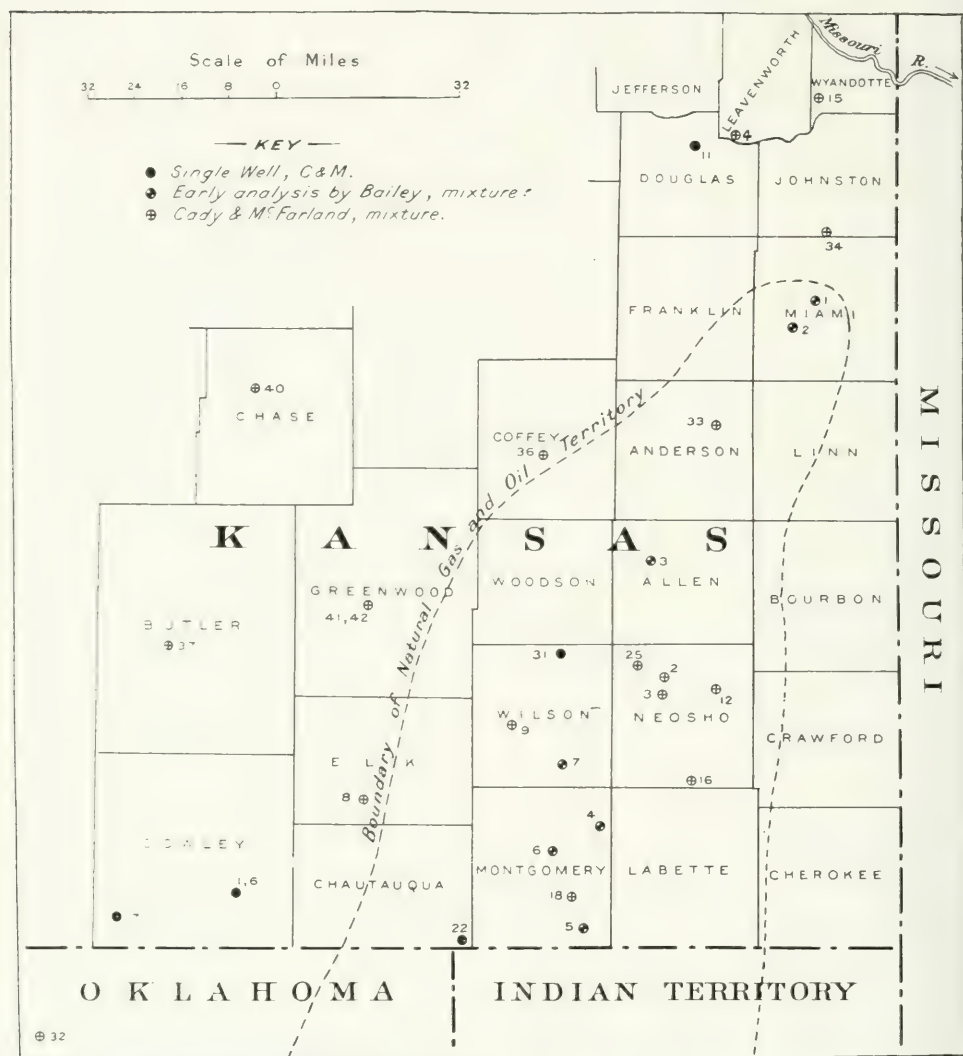 Scale of Miles
32 24 16 8 0 32
KEY
Single Well, C&M.
Early analysis by Bailey, mixture.
Cady & McFarland, mixture.
Missouri R.
JEFFERSON
LEAVENWORTH
WYANDOTTE
15
4
11
DOUGLAS
JOHNSTON
34
FRANKLIN
1
MIAMI
2
40
CHASE
COFFEY
36
33
ANDERSON
LINN
Boundary of Natural Gas and Oil Territory
MISSOURI
KANSAS
GREENWOOD
41,42
WOODSON
3
ALLEN
BOURBON
BUTLER
37
31
25
2
3
12
WILSON
9
NEOSHO
CRAWFORD
7
ELK
8
16
4
6
COWLEY
1,6
CHAUTAUQUA
MONTGOMERY
18
LABETTE
CHEROKEE
5
22
OKLAHOMA
INDIAN TERRITORY
32